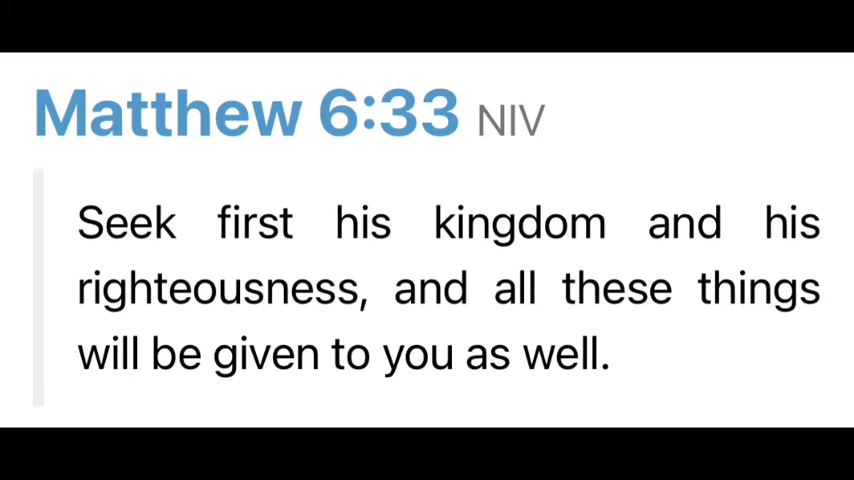 Matthew 6:33 NIV
Seek first his kingdom and his
righteousness, and all these things
will be given to you as well.